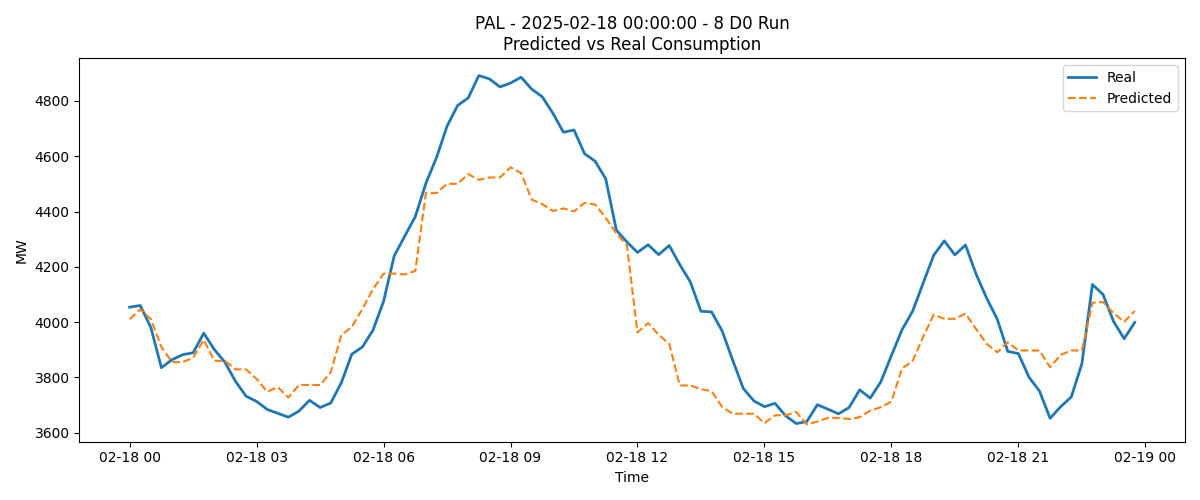 PAL - 2025-02-18 00:00:00 - 8 D0 Run
Predicted vs Real Consumption
Real
Predicted
MW
4800
4600
4400
4200
4000
3800
3600
02-18 00
02-18 03
02-18 06
02-18 09
02-18 12
02-18 15
02-18 18
02-18 21
02-19 00
Time